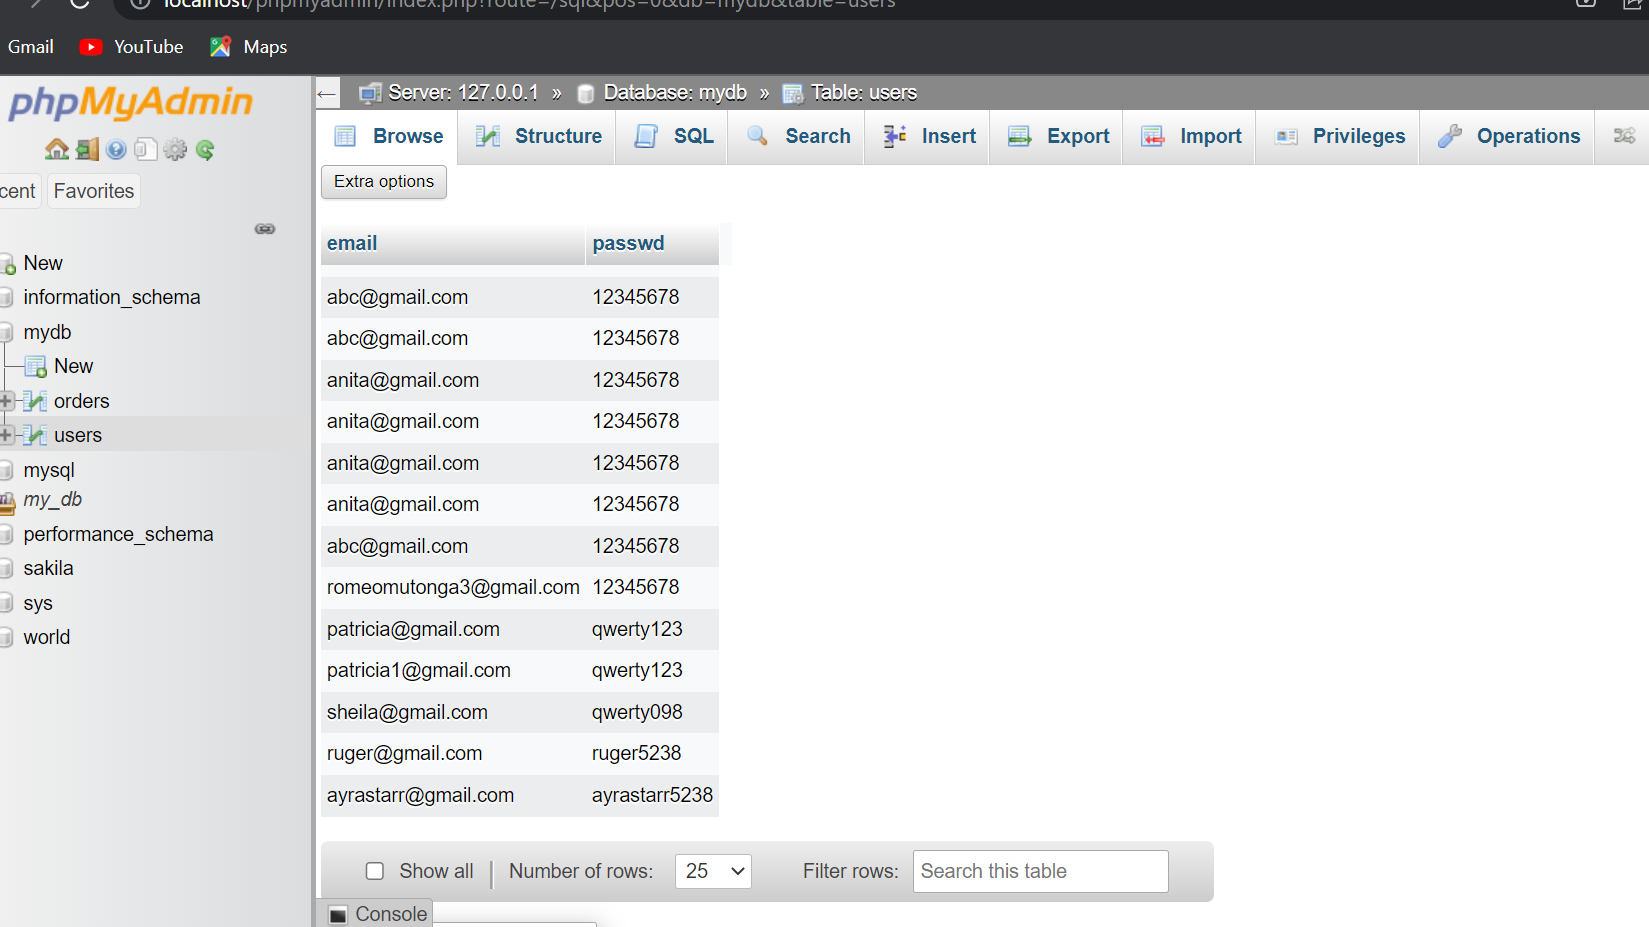 localhost/phpmyadmin/index.php?route=/sql&pos=0&db=mydb&table=users
Gmail YouTube Maps
phpMyAdmin
Server: 127.0.0.1 » Database: mydb » Table: users
Browse Structure SQL Search Insert Export Import Privileges Operations
cent Favorites
Extra options
email passwd
New
information_schema
mydb
New
orders
users
mysql
my_db
performance_schema
sakila
sys
world
abc@gmail.com 12345678
abc@gmail.com 12345678
anita@gmail.com 12345678
anita@gmail.com 12345678
anita@gmail.com 12345678
anita@gmail.com 12345678
abc@gmail.com 12345678
romeomutonga3@gmail.com 12345678
patricia@gmail.com qwerty123
patricia1@gmail.com qwerty123
sheila@gmail.com qwerty098
ruger@gmail.com ruger5238
ayrastarr@gmail.com ayrastarr5238
Show all Number of rows: 25 Filter rows: Search this table
Console